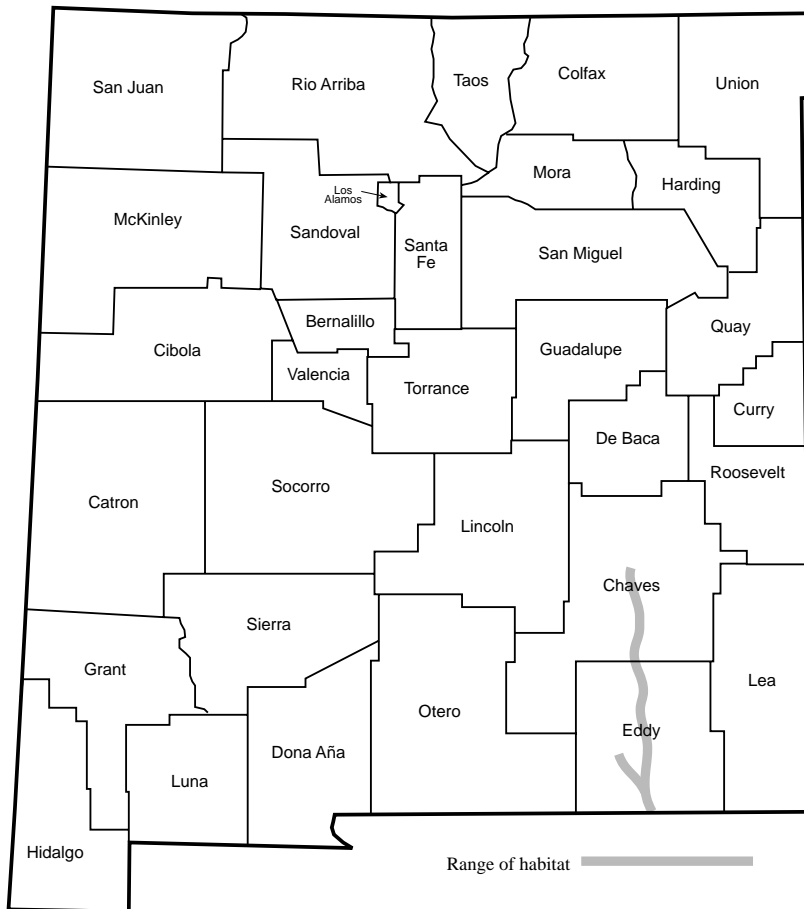 San Juan
Rio Arriba
Taos
Colfax
Union
Mora
Harding
Los
Alamos
McKinley
Sandoval
Santa
Fe
San Miguel
Bernalillo
Quay
Cibola
Guadalupe
Valencia
Torrance
Curry
De Baca
Roosevelt
Socorro
Catron
Lincoln
Chaves
Sierra
Grant
Lea
Otero
Eddy
Dona Aña
Luna
Hidalgo
Range of habitat